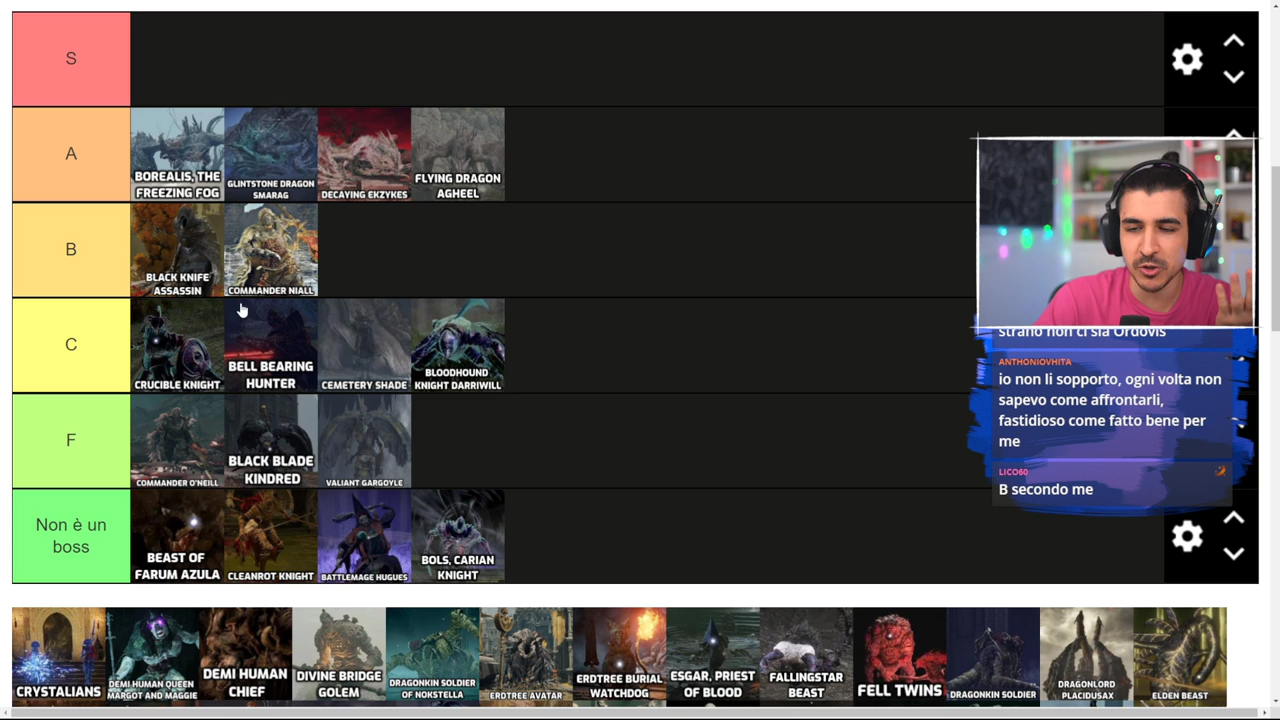 S
A
BOREALIS, THE
FREEZING FOG
GLINTSTONE DRAGON
SMARAG
DECAYING EKZYKES
FLYING DRAGON
AGHEEL
B
BLACK KNIFE
ASSASSIN
COMMANDER NIALL
C
CRUCIBLE KNIGHT
BELL BEARING
HUNTER
CEMETERY SHADE
BLOODHOUND
KNIGHT DARRIWILL
strano non ci sia Ordovis
ANTHONIOVHITA
io non li sopporto, ogni volta non
sapevo come affrontarli,
fastidioso come fatto bene per
me
LICO60
B secondo me
F
COMMANDER O'NEILL
BLACK BLADE
KINDRED
VALIANT GARGOYLE
Non è un
boss
BEAST OF
FARUM AZULA
CLEANROT KNIGHT
BATTLEMAGE HUGUES
BOLS, CARIAN
KNIGHT
CRYSTALIANS
DEMI HUMAN QUEEN
MARGOT AND MAGGIE
DEMI HUMAN
CHIEF
DIVINE BRIDGE
GOLEM
DRAGONKIN SOLDIER
OF NOKSTELLA
ERDTREE AVATAR
ERDTREE BURIAL
WATCHDOG
ESGAR, PRIEST
OF BLOOD
FALLINGSTAR
BEAST
FELL TWINS
DRAGONKIN SOLDIER
DRAGONLORD
PLACIDUSAX
ELDEN BEAST